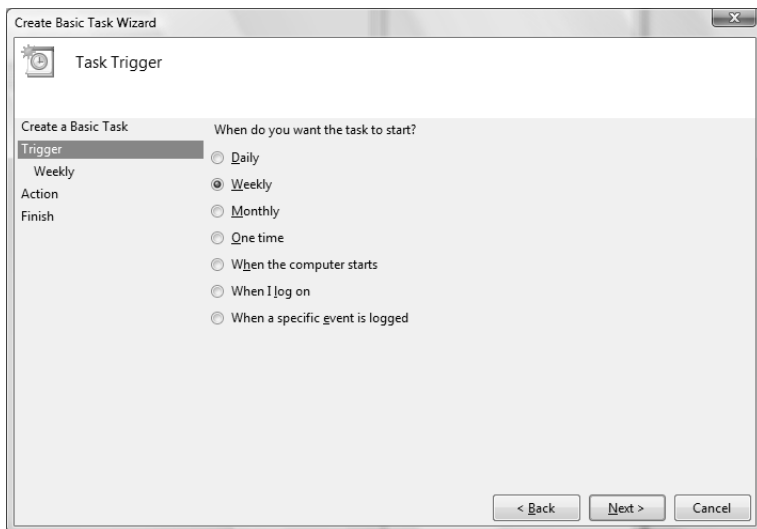 Create Basic Task Wizard
X
Task Trigger
Create a Basic Task
Trigger
Weekly
Action
Finish
When do you want the task to start?
Daily
Weekly
Monthly
One time
When the computer starts
When I log on
When a specific event is logged
< Back
Next >
Cancel